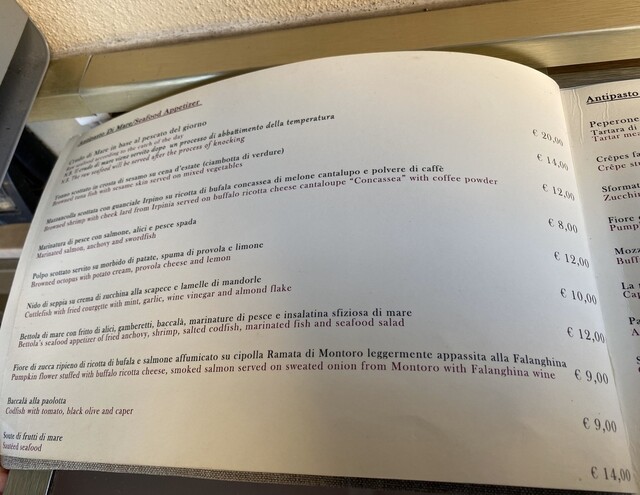 Antipasto Di Mare/Seafood Appetizer
Crudo di Mare in base al pescato del giorno
Raw seafood according to the catch of the day
N.B. Il crudo di mare viene servito dopo un processo di abbattimento della temperatura
N.B. The raw seafood will be served after the process of knocking
€ 20,00
Tonno scottato in crosta di sesamo su cena d'estate (ciambotta di verdure)
Browned tuna fish with sesame skin served on mixed vegetables
€ 14,00
Mazzancolla scottata con guanciale Irpino su ricotta di bufala concassea di melone cantalupo e polvere di caffè
Browned shrimp with cheek lard from Irpinia served on buffalo ricotta cheese cantaloupe "Concassea" with coffee powder
€ 12,00
Marinatura di pesce con salmone, alici e pesce spada
Marinated salmon, anchovy and swordfish
€ 8,00
Polpo scottato servito su morbido di patate, spuma di provola e limone
Browned octopus with potato cream, provola cheese and lemon
€ 12,00
Nido di seppia su crema di zucchina alla scapece e lamelle di mandorle
Cuttlefish with fried courgette with mint, garlic, wine vinegar and almond flake
€ 10,00
Bettola di mare con fritto di alici, gamberetti, baccalà, marinature di pesce e insalatina sfiziosa di mare
Bettola's seafood appetizer of fried anchovy, shrimp, salted codfish, marinated fish and seafood salad
€ 12,00
Fiore di zucca ripieno di ricotta di bufala e salmone affumicato su cipolla Ramata di Montoro leggermente appassita alla Falanghina
Pumpkin flower stuffed with buffalo ricotta cheese, smoked salmon served on sweated onion from Montoro with Falanghina wine
€ 9,00
Baccalà alla paolotta
Codfish with tomato, black olive and caper
€ 9,00
Soute di frutti di mare
Sautéed seafood
€ 14,00
Antipasto
Peperone
Tartara di
Tartar mea
Crêpes fa
Crêpe stu
Sformat
Zucchin
Fiore
Pumpk
Mozz
Buff
La
Cap
Pa